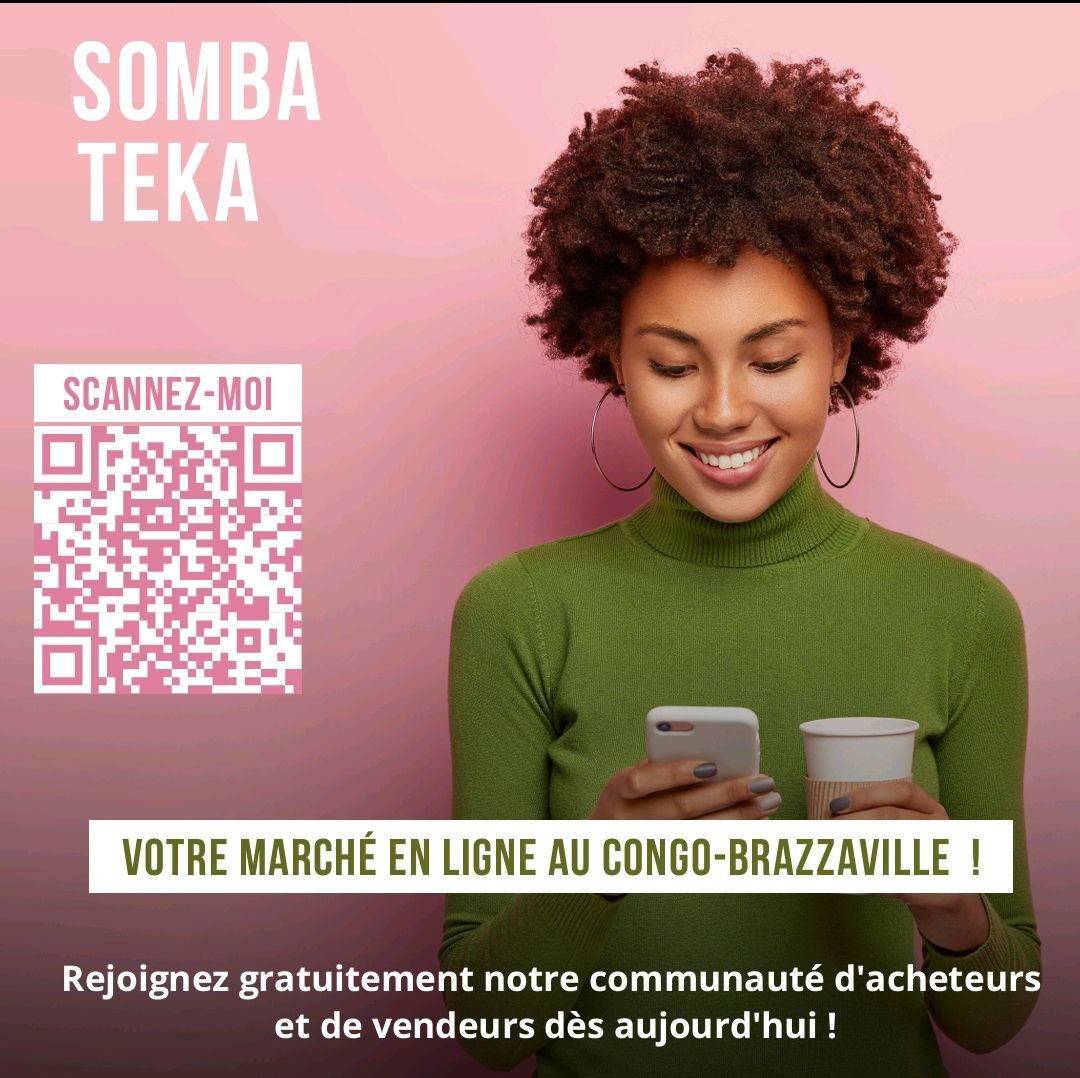 SOMBA
TEKA
SCANNEZ-MOI
VOTRE MARCHÉ EN LIGNE AU CONGO-BRAZZAVILLE !
Rejoignez gratuitement notre communauté d'acheteurs
et de vendeurs dès aujourd'hui !